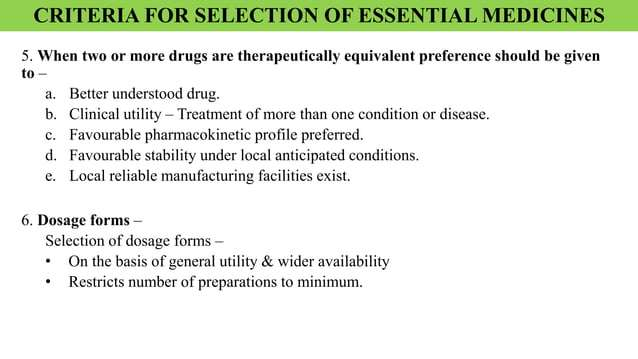 CRITERIA FOR SELECTION OF ESSENTIAL MEDICINES
5. When two or more drugs are therapeutically equivalent preference should be given
to –
a. Better understood drug.
b. Clinical utility – Treatment of more than one condition or disease.
c. Favourable pharmacokinetic profile preferred.
d. Favourable stability under local anticipated conditions.
e. Local reliable manufacturing facilities exist.
6. Dosage forms –
Selection of dosage forms –
• On the basis of general utility & wider availability
• Restricts number of preparations to minimum.